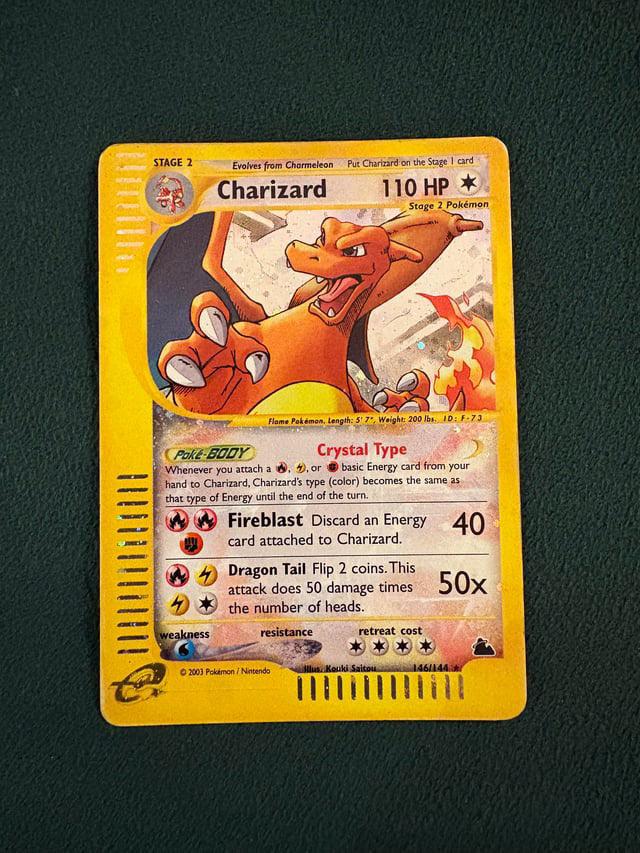 STAGE 2 Evolves from Charmeleon Put Charizard on the Stage 1 card
Charizard 110 HP
Stage 2 Pokémon
Flame Pokémon, Length: 5' 7", Weight: 200 lbs. ID: F-73
Poké-BODY Crystal Type
Whenever you attach a , , or basic Energy card from your
hand to Charizard, Charizard's type (color) becomes the same as
that type of Energy until the end of the turn.
Fireblast Discard an Energy 40
card attached to Charizard.
Dragon Tail Flip 2 coins. This 50x
attack does 50 damage times
the number of heads.
weakness resistance retreat cost
Illus. Kouki Saitou 146/144
© 2003 Pokémon / Nintendo
e